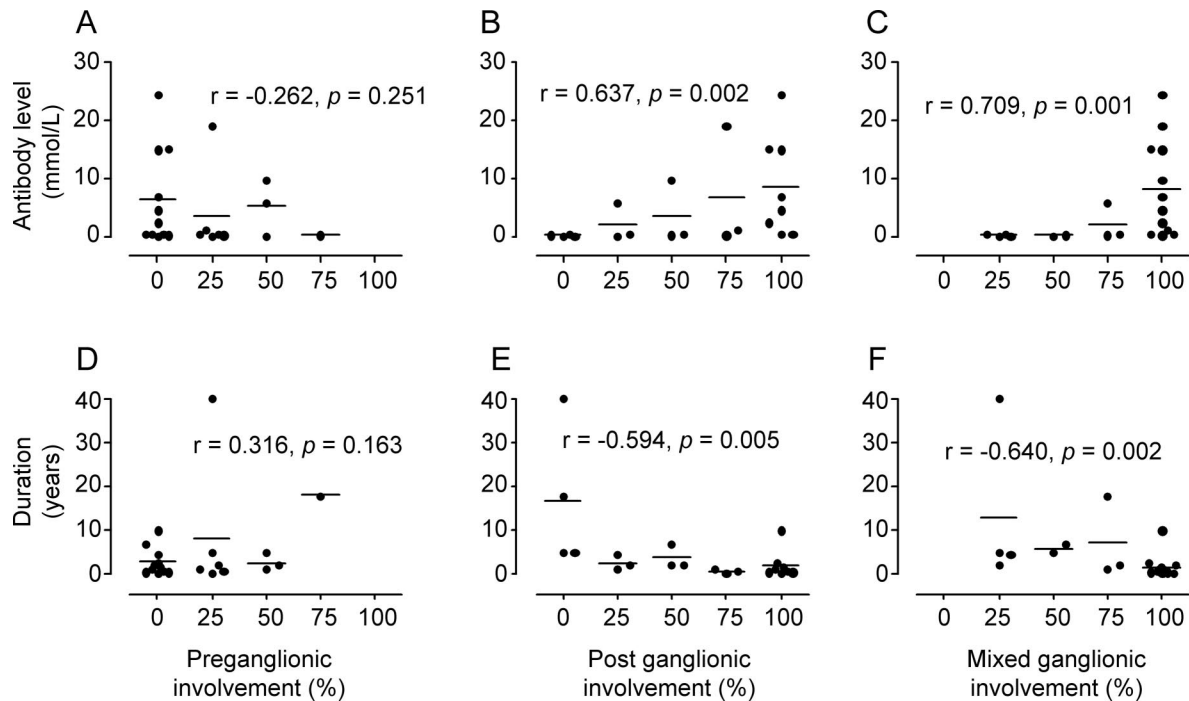 A
B
C
Antibody level
(mmol/L)
30
20
10
0
r = -0.262, p = 0.251
0 25 50 75 100
30
20
10
0
r = 0.637, p = 0.002
0 25 50 75 100
30
20
10
0
r = 0.709, p = 0.001
0 25 50 75 100
D
E
F
Duration
(years)
40
30
20
10
0
r = 0.316, p = 0.163
0 25 50 75 100
Preganglionic
involvement (%)
40
30
20
10
0
r = -0.594, p = 0.005
0 25 50 75 100
Post ganglionic
involvement (%)
40
30
20
10
0
r = -0.640, p = 0.002
0 25 50 75 100
Mixed ganglionic
involvement (%)